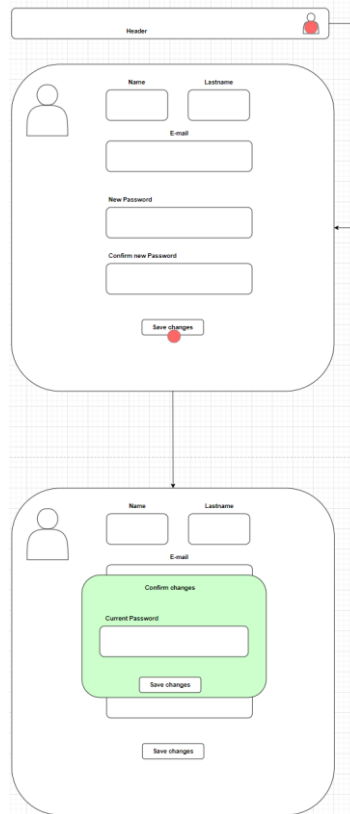 Header
Name Lastname
E-mail
New Password
Confirm new Password
Save changes
Name Lastname
E-mail
Confirm changes
Current Password
Save changes
Save changes